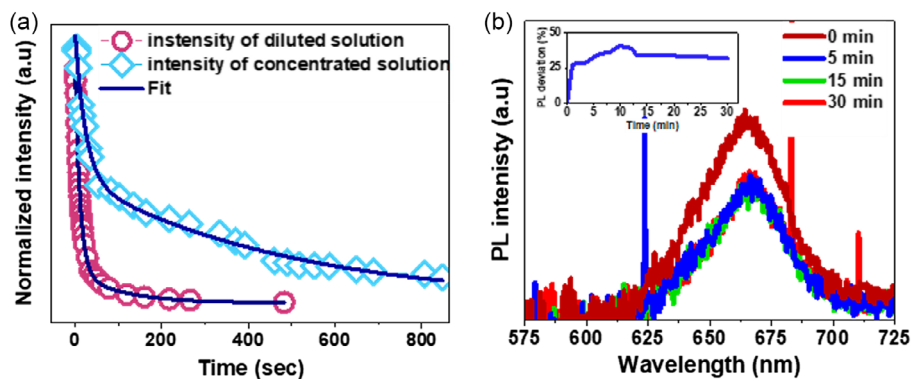 (a)
instensity of diluted solution
intensity of concentrated solution
Fit
Normalized intensity (a.u)
0 200 400 600 800
Time (sec)
(b)
0 min
5 min
15 min
30 min
PL deviation (%)
50
25
0
0 5 10 15 20 25 30
Time (min)
PL intenisty (a.u)
575 600 625 650 675 700 725
Wavelength (nm)